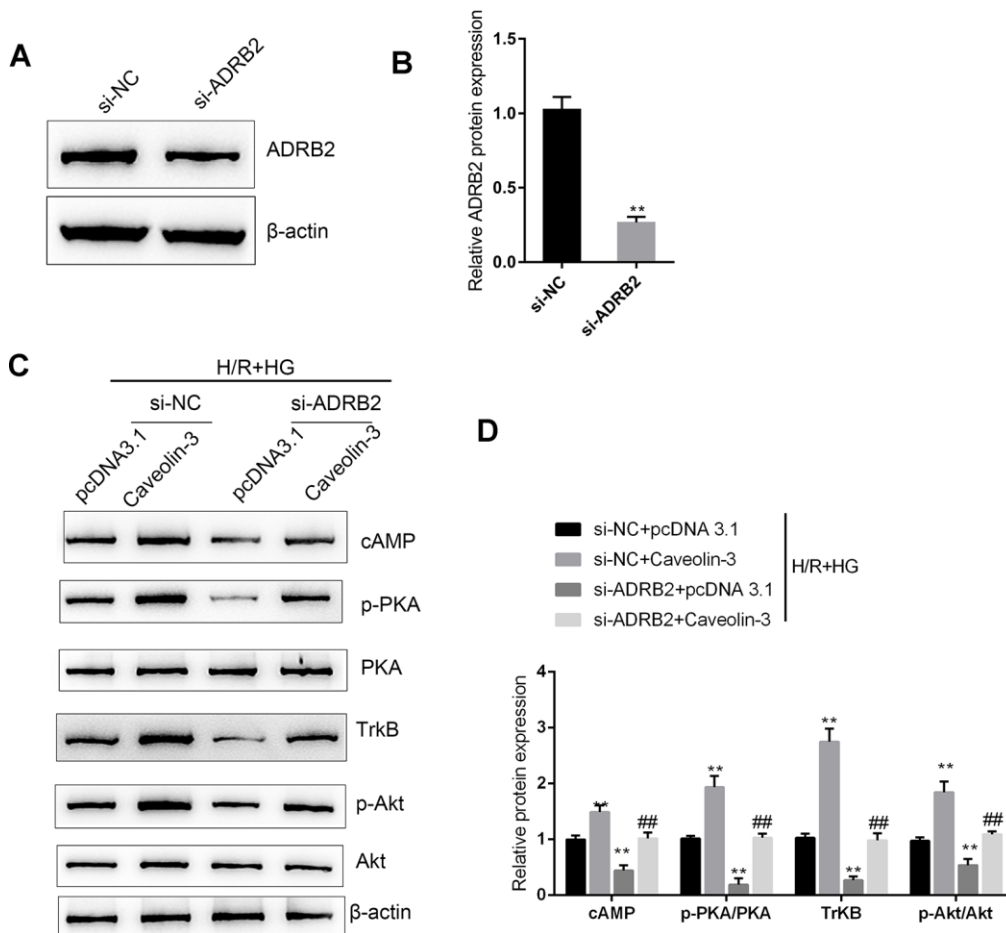 A
si-NC
si-ADRB2
ADRB2
β-actin
B
Relative ADRB2 protein expression
1.5
1.0
0.5
0.0
**
si-NC
si-ADRB2
C
H/R+HG
si-NC
si-ADRB2
pcDNA3.1
Caveolin-3
pcDNA3.1
Caveolin-3
cAMP
p-PKA
PKA
TrkB
p-Akt
Akt
β-actin
D
si-NC+pcDNA 3.1
si-NC+Caveolin-3
si-ADRB2+pcDNA 3.1
si-ADRB2+Caveolin-3
H/R+HG
Relative protein expression
4
3
2
1
0
**
**
##
**
**
##
**
**
##
**
**
##
cAMP
p-PKA/PKA
TrKB
p-Akt/Akt